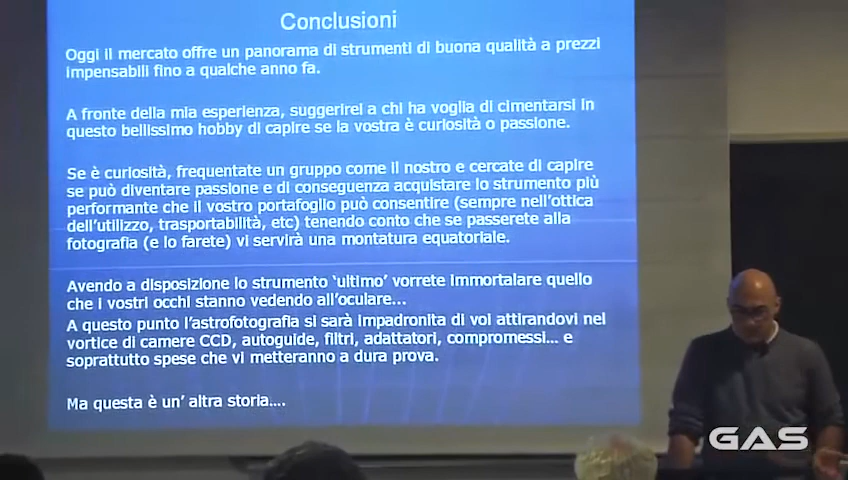 Conclusioni
Oggi il mercato offre un panorama di strumenti di buona qualità a prezzi
impensabili fino a qualche anno fa.
A fronte della mia esperienza, suggerirei a chi ha voglia di cimentarsi in
questo bellissimo hobby di capire se la vostra è curiosità o passione.
Se è curiosità, frequentate un gruppo come il nostro e cercate di capire
se può diventare passione e di conseguenza acquistare lo strumento più
performante che il vostro portafoglio può consentire (sempre nell'ottica
dell'utilizzo, trasportabilità, etc) tenendo conto che se passerete alla
fotografia (e lo farete) vi servirà una montatura equatoriale.
Avendo a disposizione lo strumento 'ultimo' vorrete immortalare quello
che i vostri occhi stanno vedendo all'oculare...
A questo punto l'astrofotografia si sarà impadronita di voi attirandovi nel
vortice di camere CCD, autoguide, filtri, adattatori, compromessi... e
soprattutto spese che vi metteranno a dura prova.
Ma questa è un' altra storia....
GAS